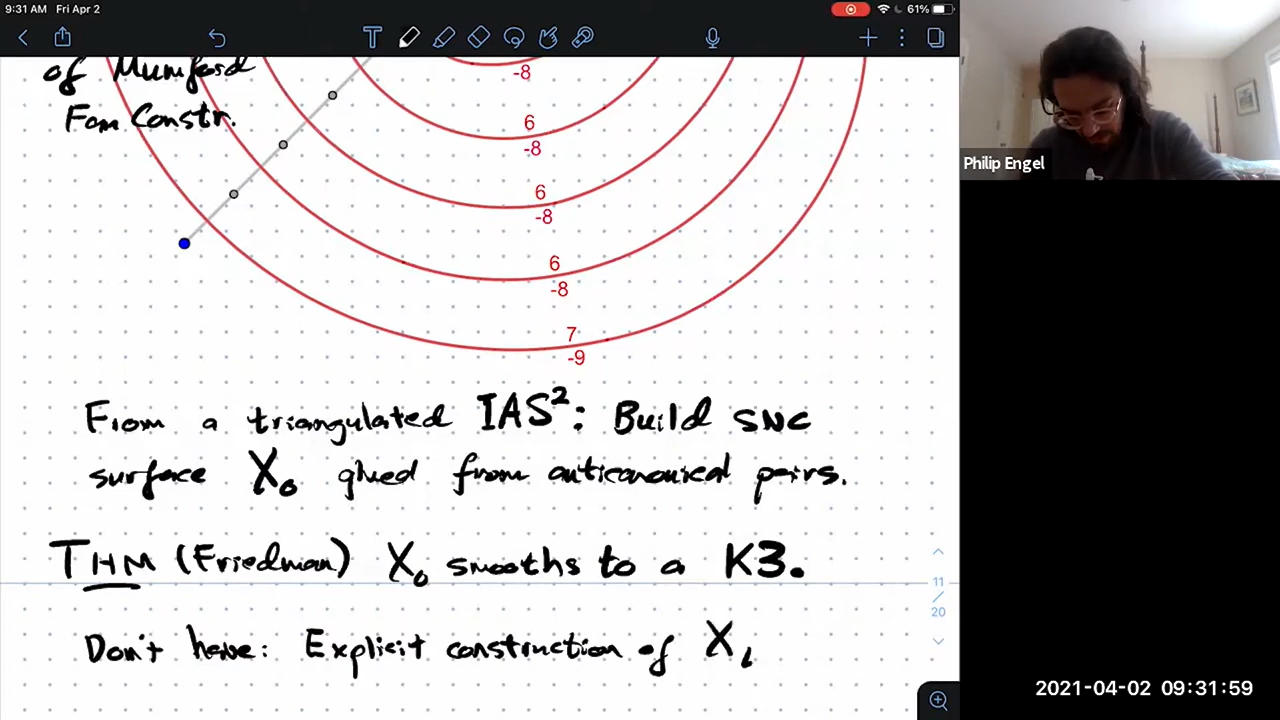 9:31 AM Fri Apr 2
61%
of Mumford
Fam Constr.
-8
6
-8
6
-8
6
-8
7
-9
From a triangulated IAS²: Build SNC
surface X₀ glued from anticanonical pairs.
THM (Friedman) X₀ smooths to a K3.
Don't have: Explicit construction of X
11
20
Philip Engel
2021-04-02 09:31:59